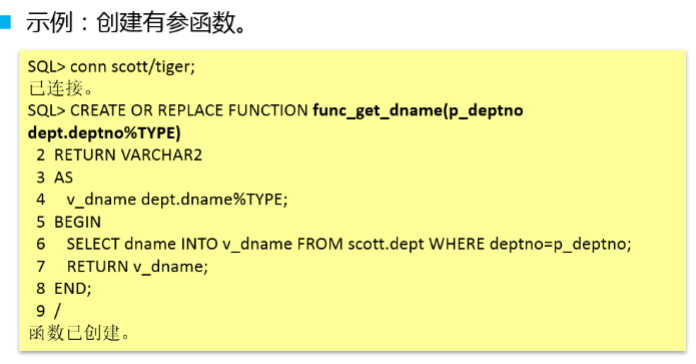 示例：创建有参函数。
SQL> conn scott/tiger;
已连接。
SQL> CREATE OR REPLACE FUNCTION func_get_dname(p_deptno
dept.deptno%TYPE)
2 RETURN VARCHAR2
3 AS
4 v_dname dept.dname%TYPE;
5 BEGIN
6 SELECT dname INTO v_dname FROM scott.dept WHERE deptno=p_deptno;
7 RETURN v_dname;
8 END;
9 /
函数已创建。